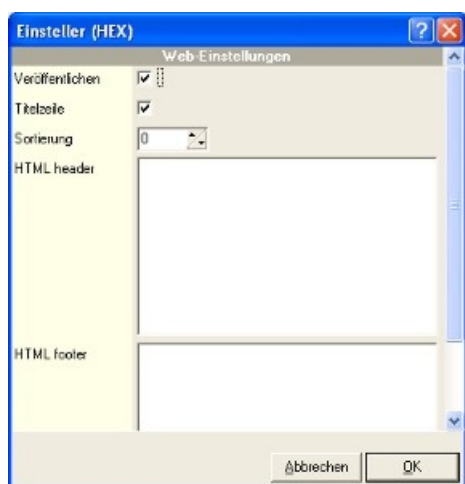 Einsteller (HEX)
Web-Einstellungen
Veröffentlichen
Titelzeile
Sortierung 0
HTML header
HTML footer
Abbrechen OK